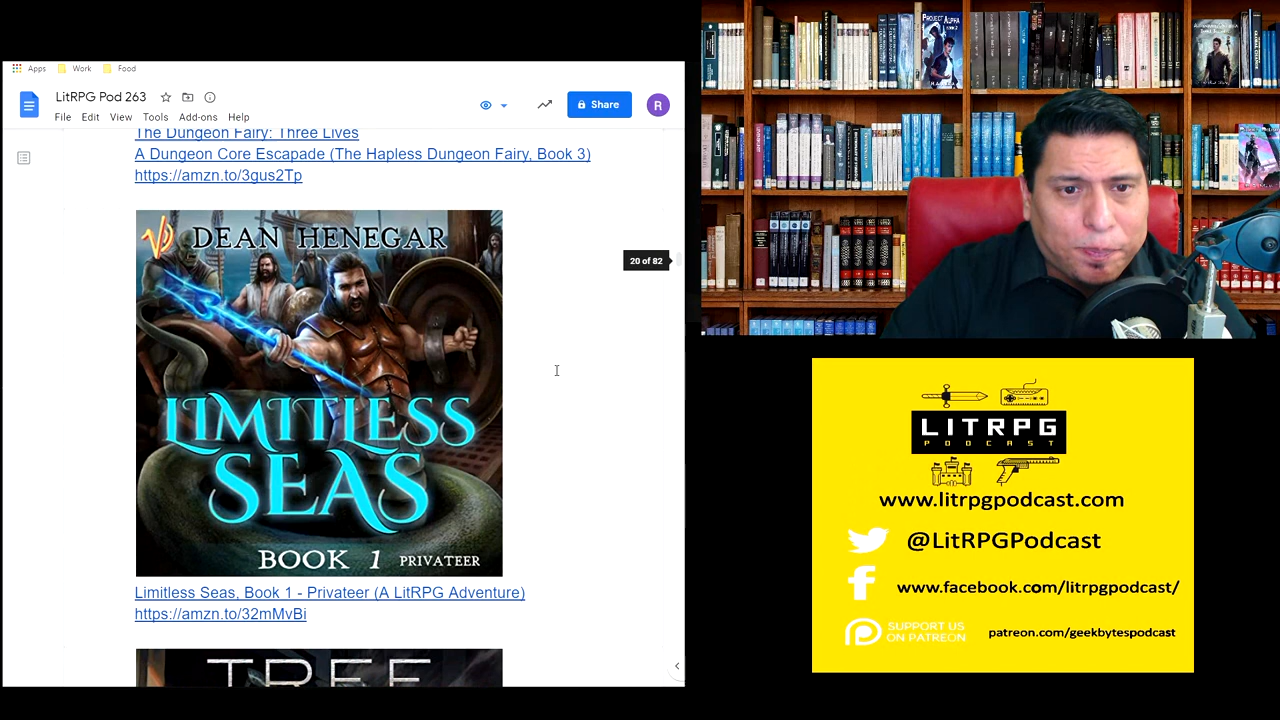 Apps Work Food
LitRPG Pod 263
File Edit View Tools Add-ons Help
Share
R
The Dungeon Fairy: Three Lives
A Dungeon Core Escapade (The Hapless Dungeon Fairy, Book 3)
https://amzn.to/3gus2Tp
20 of 82
DEAN HENEGAR
LIMITLESS
SEAS
BOOK 1 PRIVATEER
Limitless Seas, Book 1 - Privateer (A LitRPG Adventure)
https://amzn.to/32mMvBi
TREE
PROJECT ALPHA
LITRPG
PODCAST
www.litrpgpodcast.com
@LitRPGPodcast
www.facebook.com/litrpgpodcast/
SUPPORT US
ON PATREON
patreon.com/geekbytespodcast